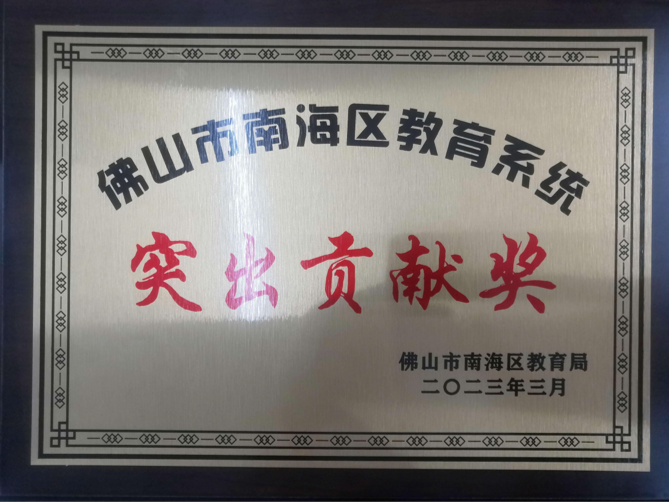 佛山市南海区教育系统
突出贡献奖
佛山市南海区教育局
二〇二三年三月